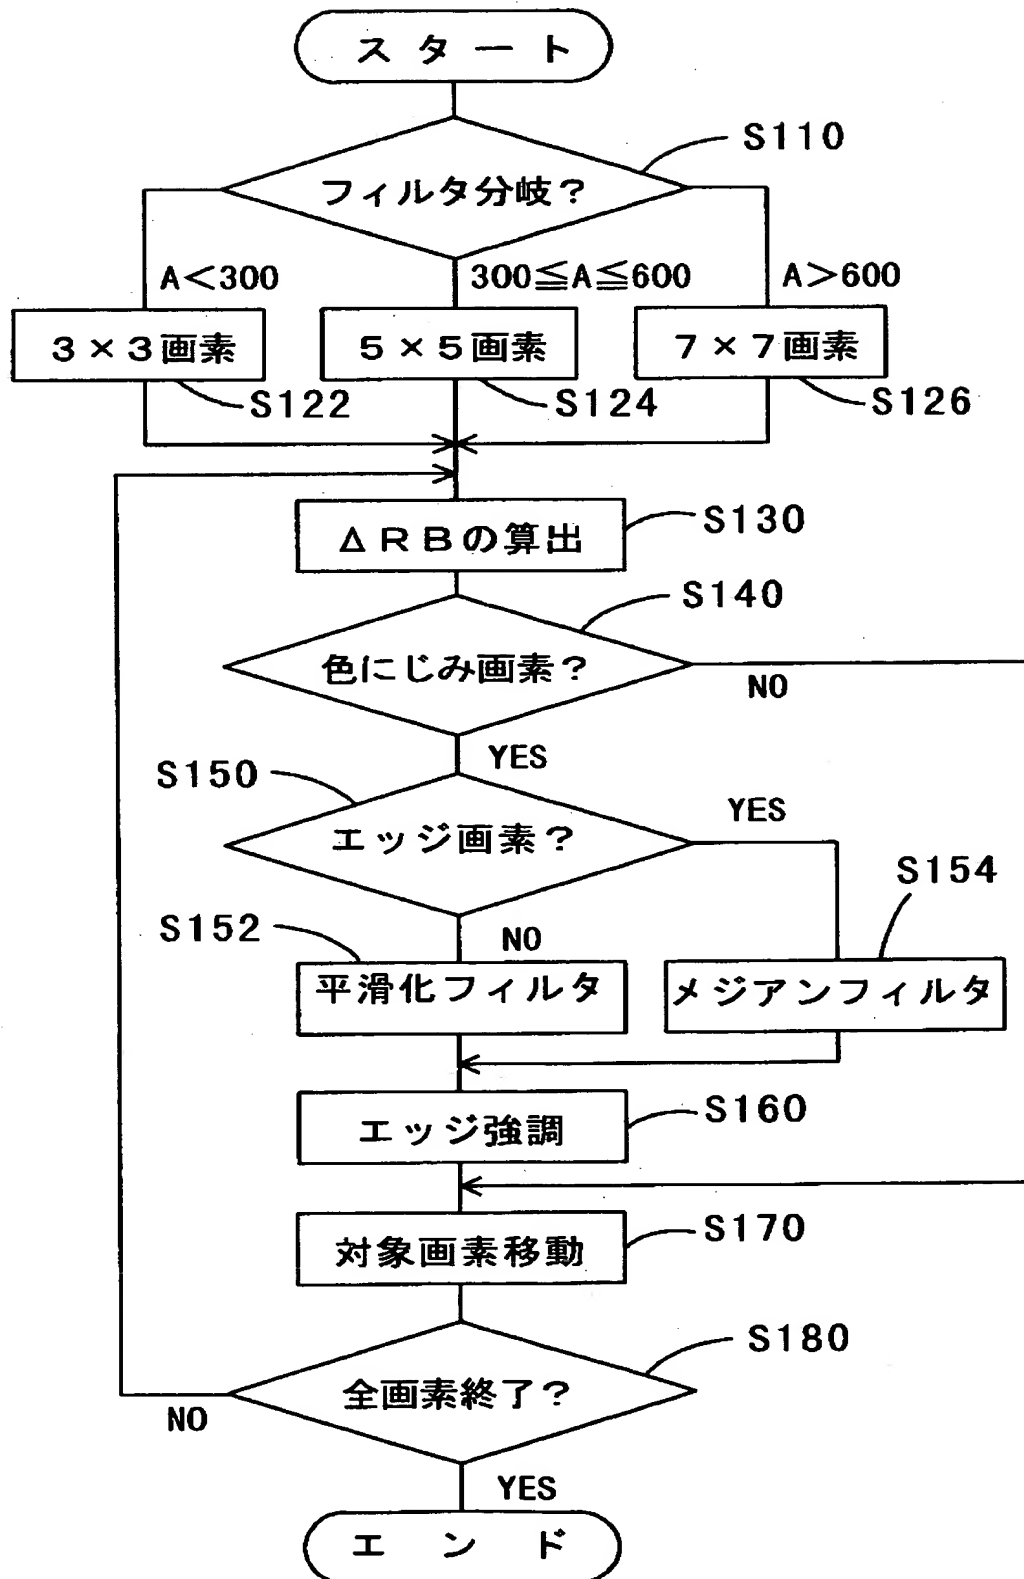 スタート
S110
フィルタ分岐？
A＜300
300≦A≦600
A＞600
3×3画素
5×5画素
7×7画素
S122
S124
S126
S130
ΔRBの算出
S140
色にじみ画素？
NO
YES
S150
エッジ画素？
YES
S154
S152
NO
平滑化フィルタ
メジアンフィルタ
S160
エッジ強調
S170
対象画素移動
S180
全画素終了？
NO
YES
エンド